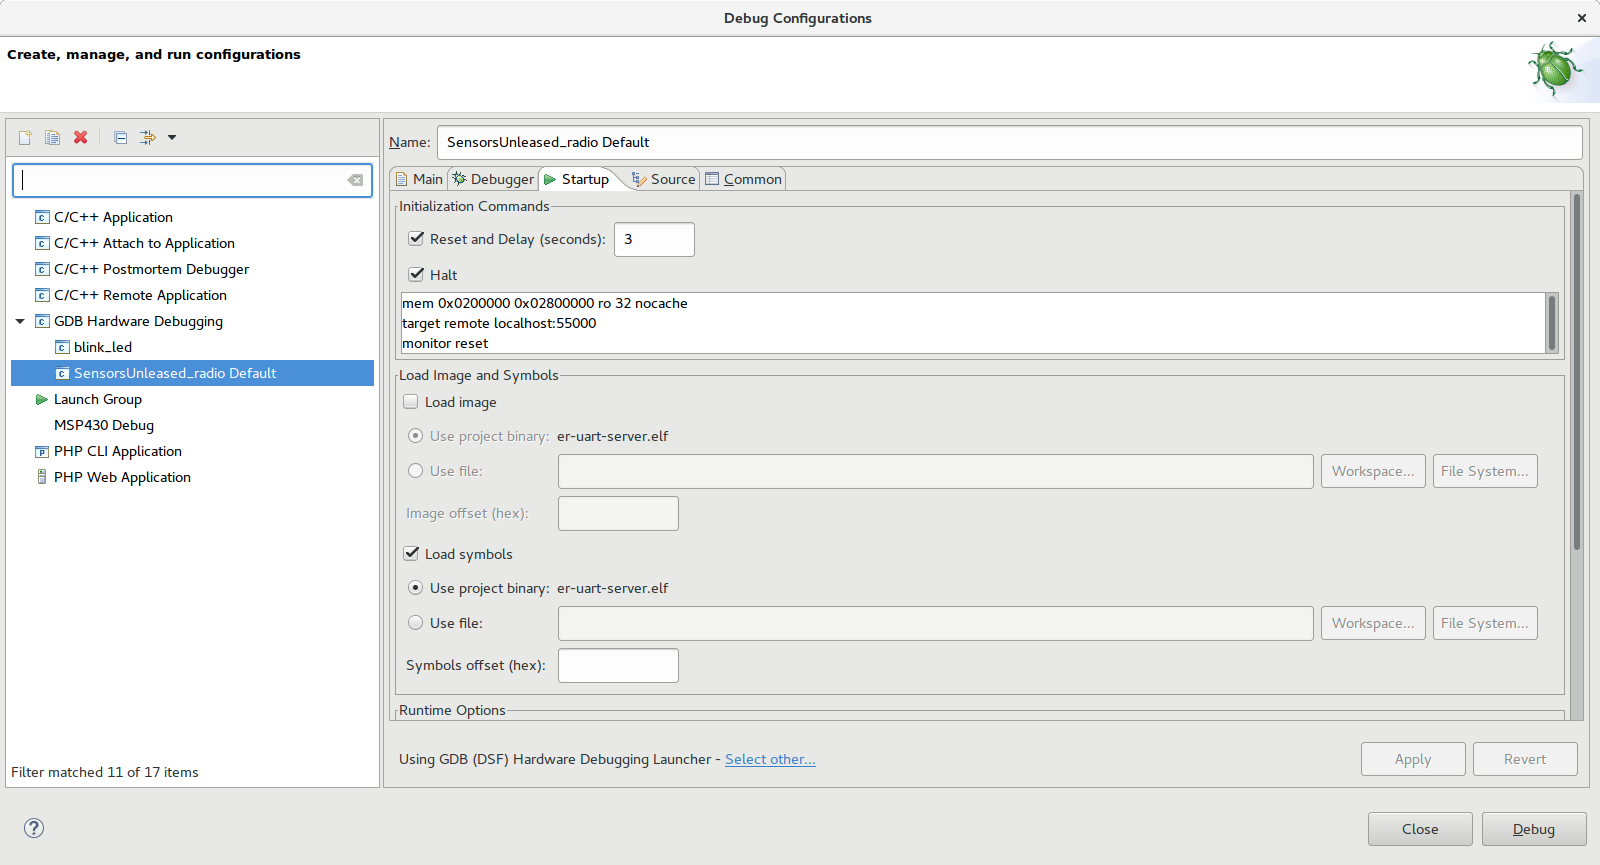 Debug Configurations
Create, manage, and run configurations
C/C++ Application
C/C++ Attach to Application
C/C++ Postmortem Debugger
C/C++ Remote Application
GDB Hardware Debugging
blink_led
SensorsUnleased_radio Default
Launch Group
MSP430 Debug
PHP CLI Application
PHP Web Application
Filter matched 11 of 17 items
Name: SensorsUnleased_radio Default
Main Debugger Startup Source Common
Initialization Commands
Reset and Delay (seconds): 3
Halt
mem 0x0200000 0x02800000 ro 32 nocache
target remote localhost:55000
monitor reset
Load Image and Symbols
Load image
Use project binary: er-uart-server.elf
Use file: Workspace... File System...
Image offset (hex):
Load symbols
Use project binary: er-uart-server.elf
Use file: Workspace... File System...
Symbols offset (hex):
Runtime Options
Using GDB (DSF) Hardware Debugging Launcher - Select other...
Apply Revert
Close Debug